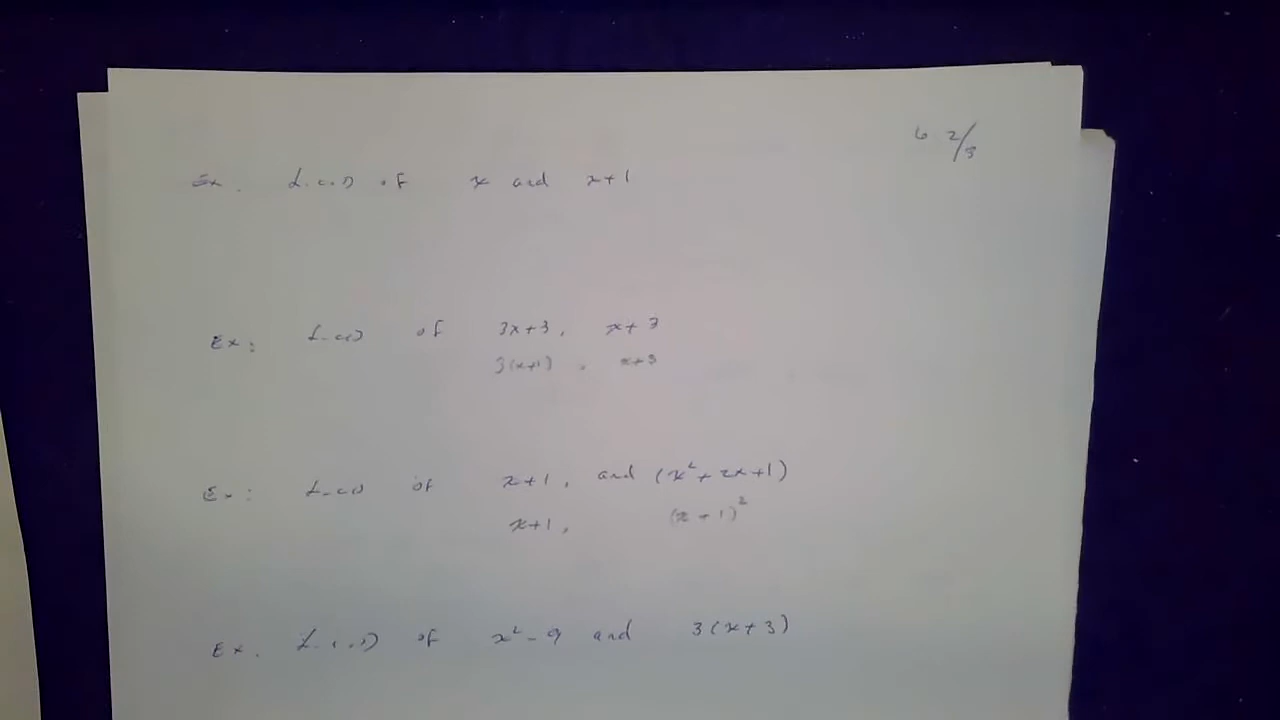 6 2/3
Ex. L.C.D of x and x+1
Ex: L.C.D of 3x+3, x+3
3(x+1), x+3
Ex: L.C.D of x+1, and (x²+2x+1)
x+1, (x+1)²
Ex. L.C.D of x²-9 and 3(x+3)